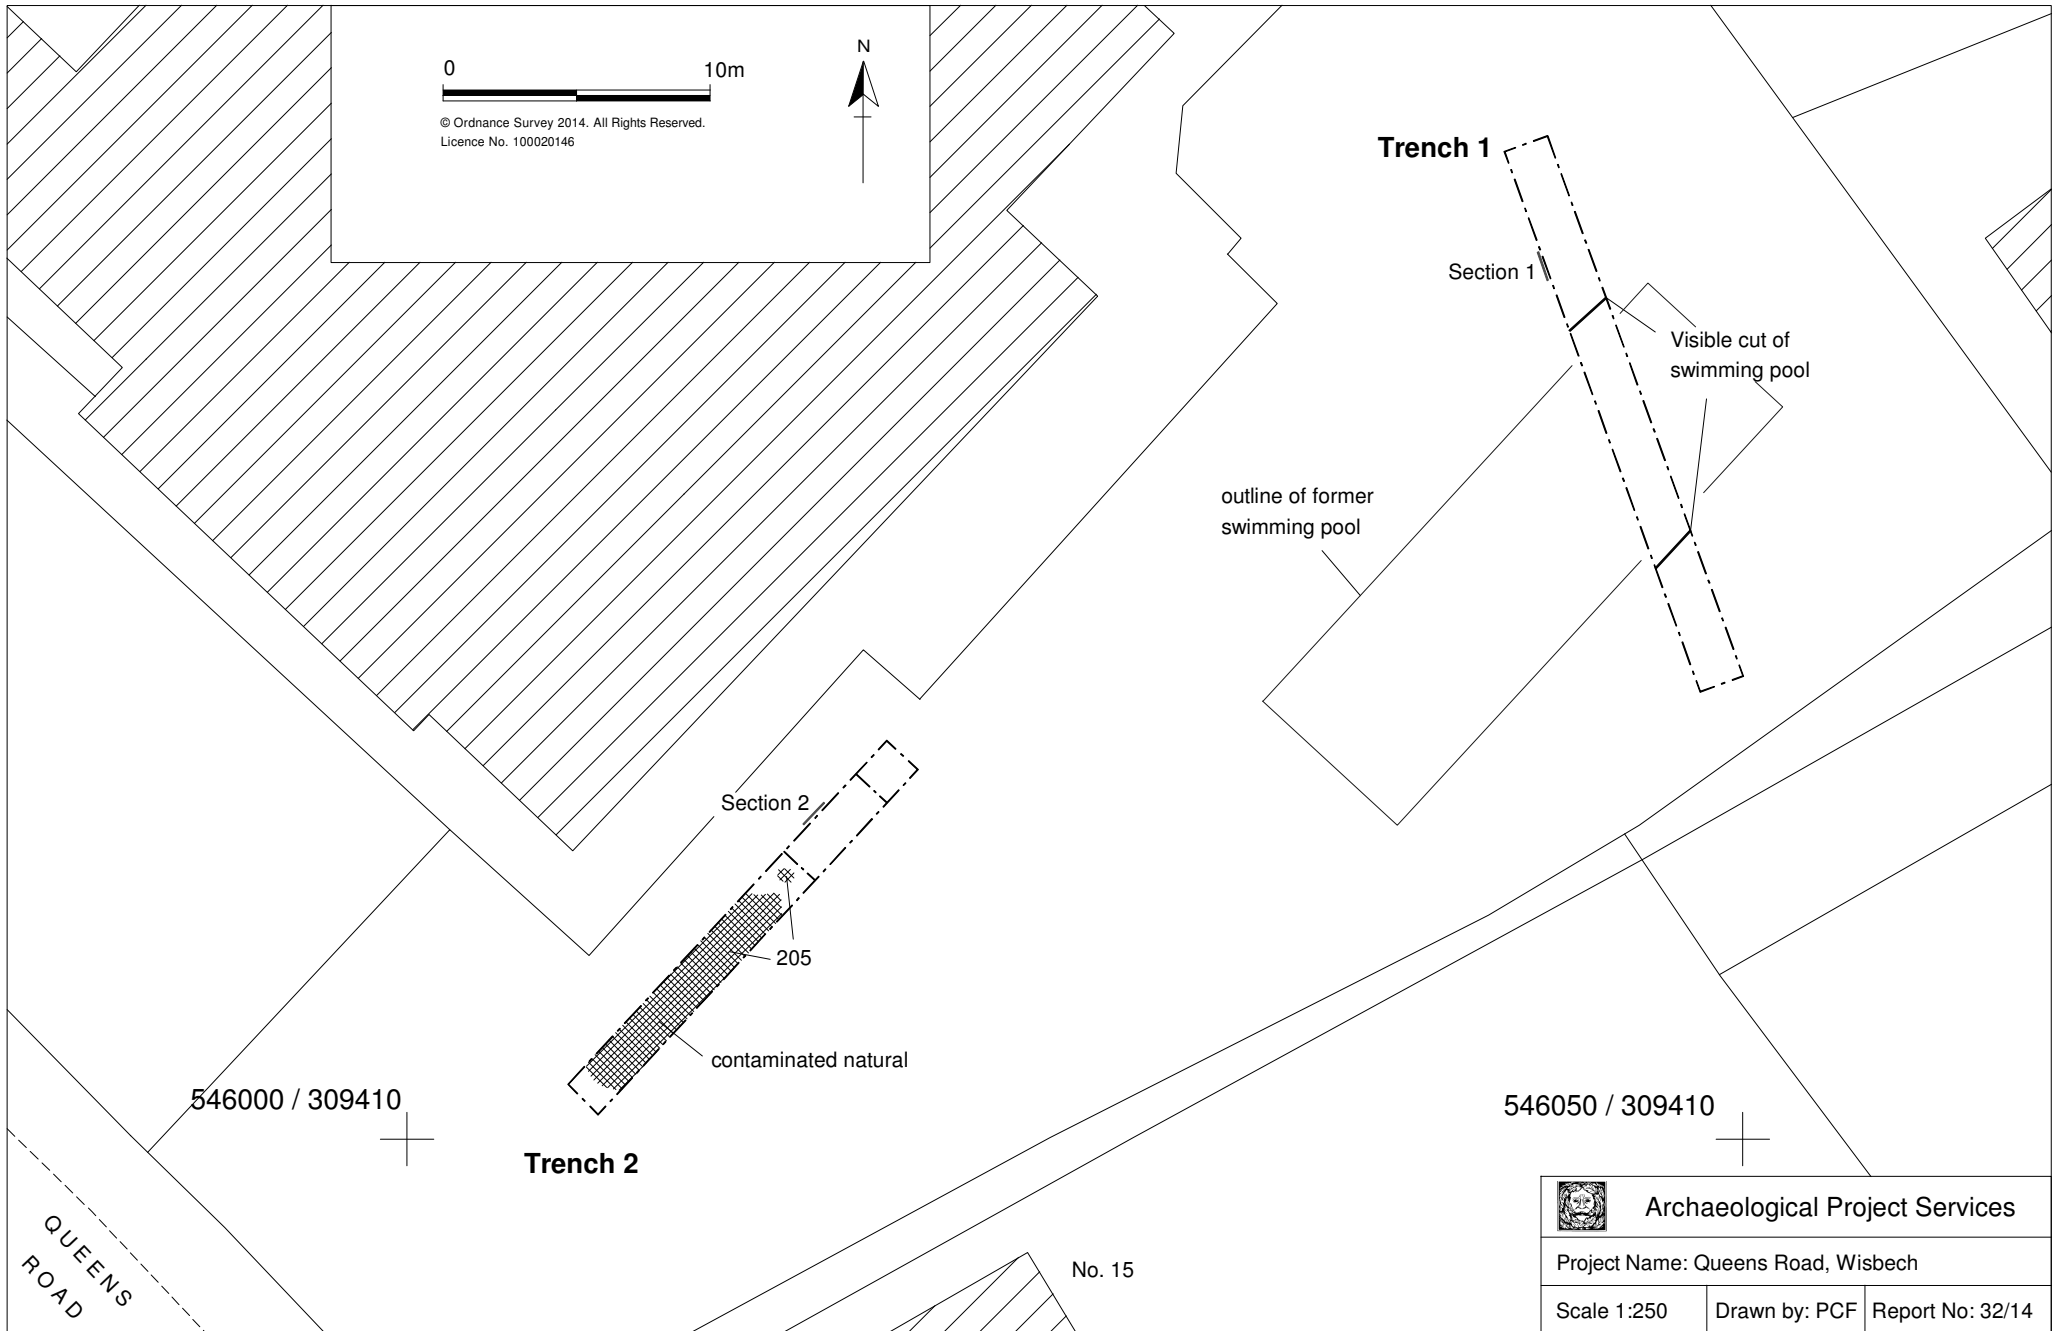 0 10m
N
© Ordnance Survey 2014. All Rights Reserved.
Licence No. 100020146
Trench 1
Section 1
Visible cut of
swimming pool
outline of former
swimming pool
Section 2
205
contaminated natural
546000 / 309410
546050 / 309410
Trench 2
QUEENS
ROAD
No. 15
Archaeological Project Services
Project Name: Queens Road, Wisbech
Scale 1:250 Drawn by: PCF Report No: 32/14